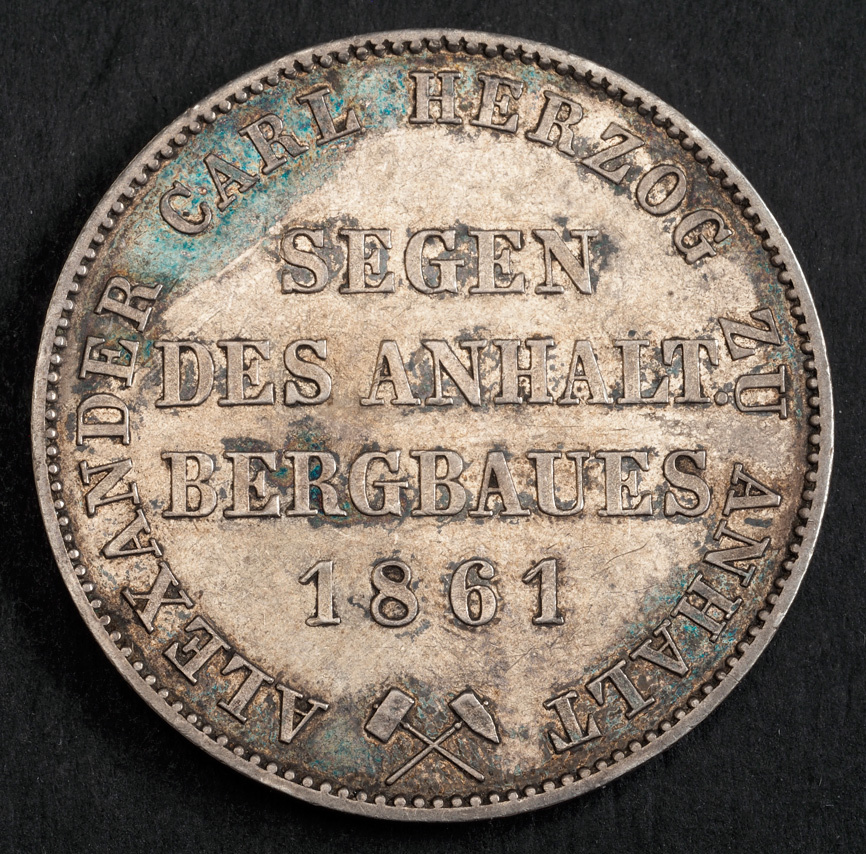 ALEXANDER CARL HERZOG ZU ANHALT
SEGEN
DES ANHALT.
BERGBAUES
1861